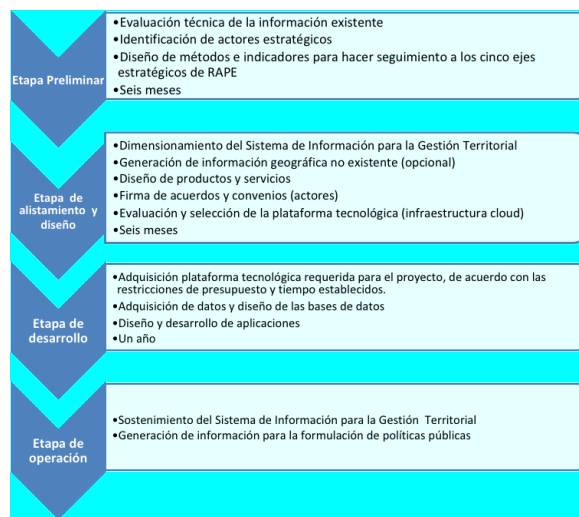 Etapa Preliminar
•Evaluación técnica de la información existente
•Identificación de actores estratégicos
•Diseño de métodos e indicadores para hacer seguimiento a los cinco ejes
estratégicos de RAPE
•Seis meses
Etapa de
alistamiento y
diseño
•Dimensionamiento del Sistema de Información para la Gestión Territorial
•Generación de información geográfica no existente (opcional)
•Diseño de productos y servicios
•Firma de acuerdos y convenios (actores)
•Evaluación y selección de la plataforma tecnológica (infraestructura cloud)
•Seis meses
Etapa de
desarrollo
•Adquisición plataforma tecnológica requerida para el proyecto, de acuerdo con las
restricciones de presupuesto y tiempo establecidos.
•Adquisición de datos y diseño de las bases de datos
•Diseño y desarrollo de aplicaciones
•Un año
Etapa de
operación
•Sostenimiento del Sistema de Información para la Gestión Territorial
•Generación de información para la formulación de políticas públicas